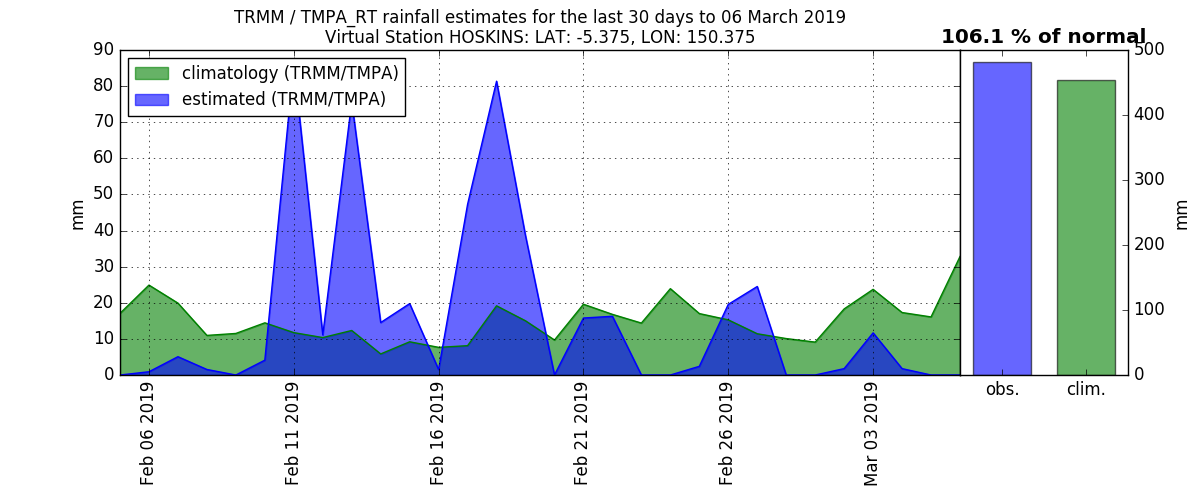 TRMM / TMPA_RT rainfall estimates for the last 30 days to 06 March 2019
Virtual Station HOSKINS: LAT: -5.375, LON: 150.375
106.1 % of normal
climatology (TRMM/TMPA)
estimated (TRMM/TMPA)
90
80
70
60
50
40
30
20
10
0
mm
Feb 06 2019
Feb 11 2019
Feb 16 2019
Feb 21 2019
Feb 26 2019
Mar 03 2019
500
400
300
200
100
0
mm
obs.
clim.